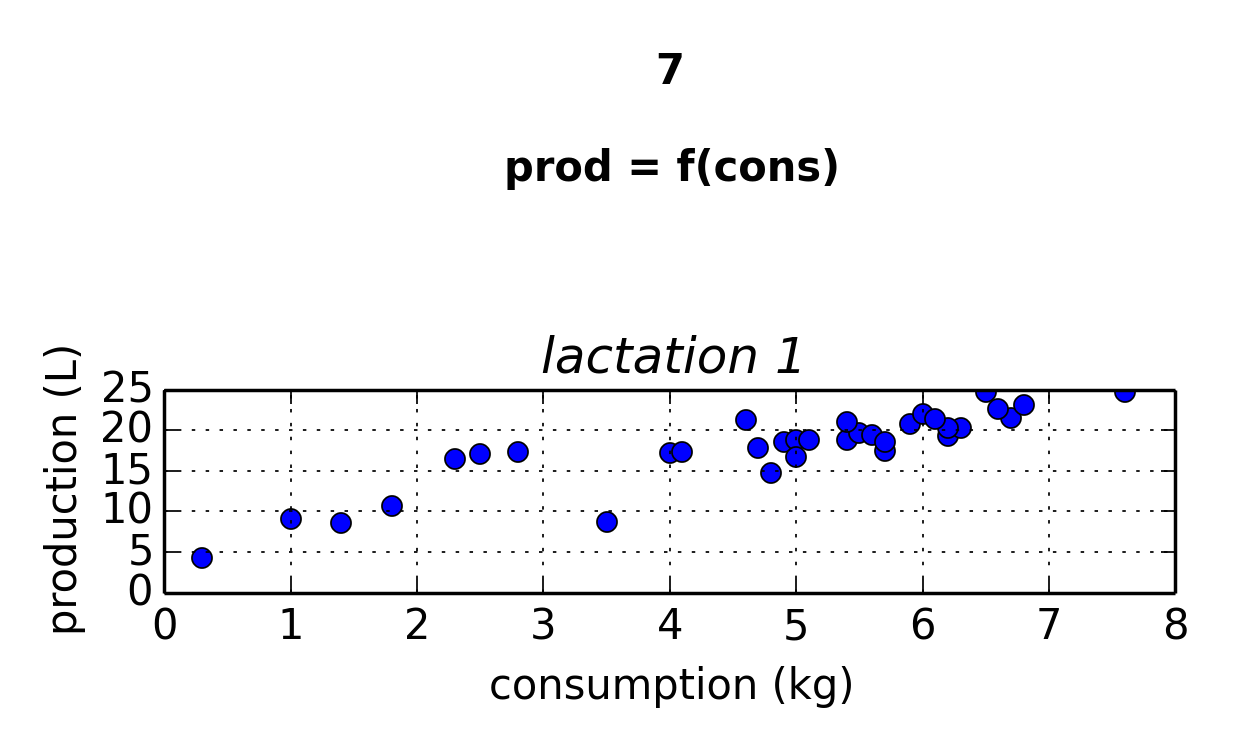 7
prod = f(cons)
lactation 1
production (L)
25
20
15
10
5
0
0 1 2 3 4 5 6 7 8
consumption (kg)